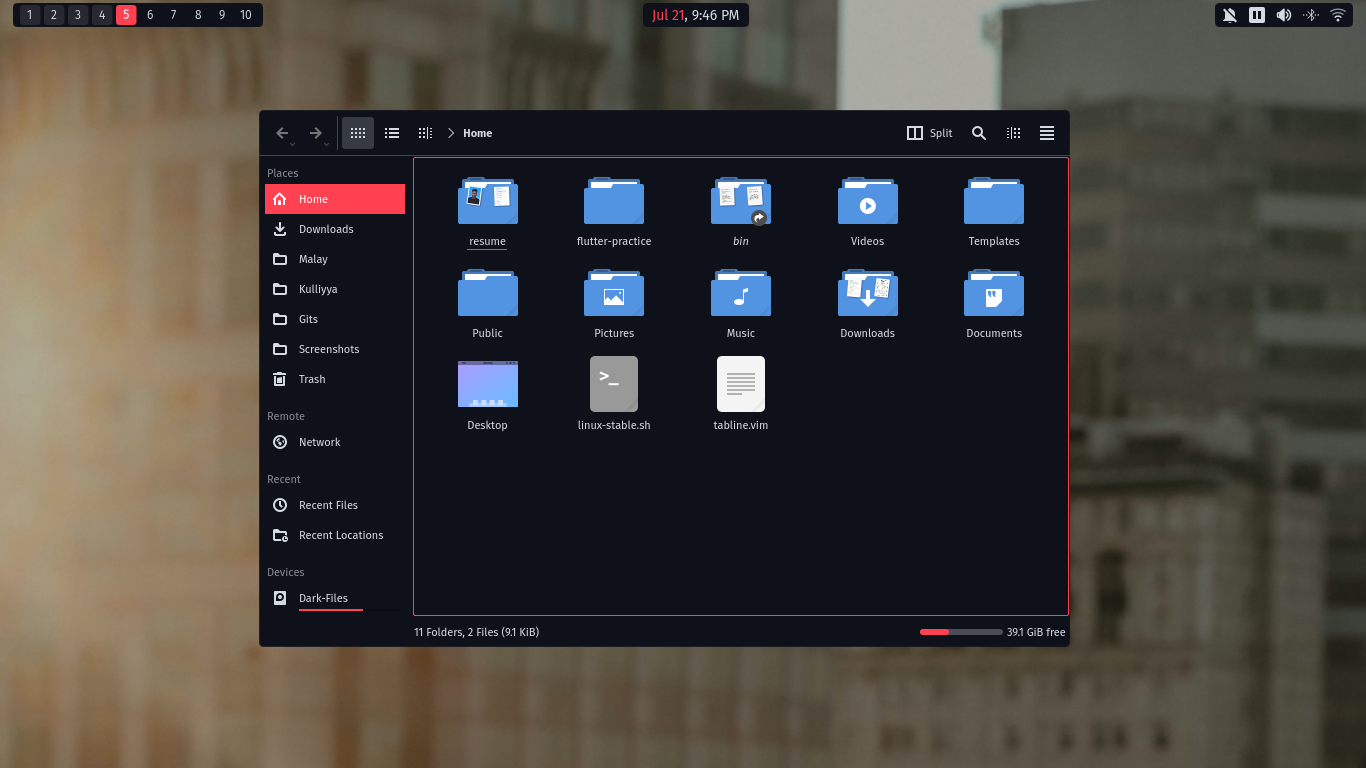 1 2 3 4 5 6 7 8 9 10
Jul 21, 9:46 PM
Home
Split
Places
Home
Downloads
Malay
Kulliyya
Gits
Screenshots
Trash
Remote
Network
Recent
Recent Files
Recent Locations
Devices
Dark-Files
resume flutter-practice bin Videos Templates
Public Pictures Music Downloads Documents
>_
Desktop linux-stable.sh tabline.vim
11 Folders, 2 Files (9.1 KiB)
39.1 GiB free